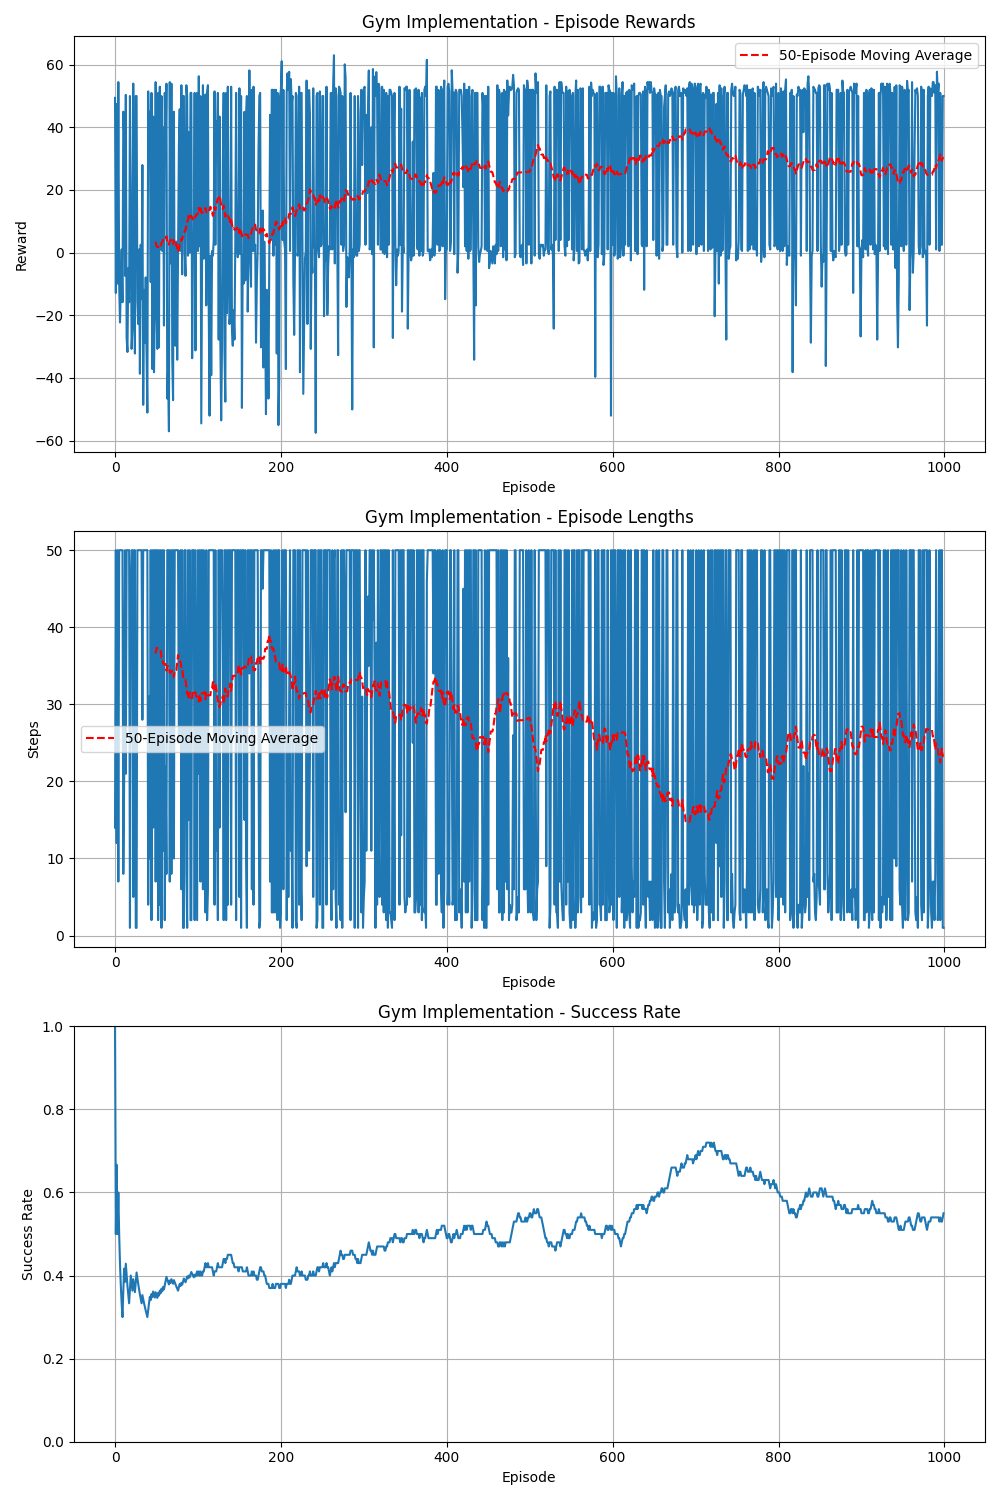 Gym Implementation - Episode Rewards
50-Episode Moving Average
Reward
60
40
20
0
−20
−40
−60
0 200 400 600 800 1000
Episode
Gym Implementation - Episode Lengths
50-Episode Moving Average
Steps
50
40
30
20
10
0
0 200 400 600 800 1000
Episode
Gym Implementation - Success Rate
Success Rate
1.0
0.8
0.6
0.4
0.2
0.0
0 200 400 600 800 1000
Episode